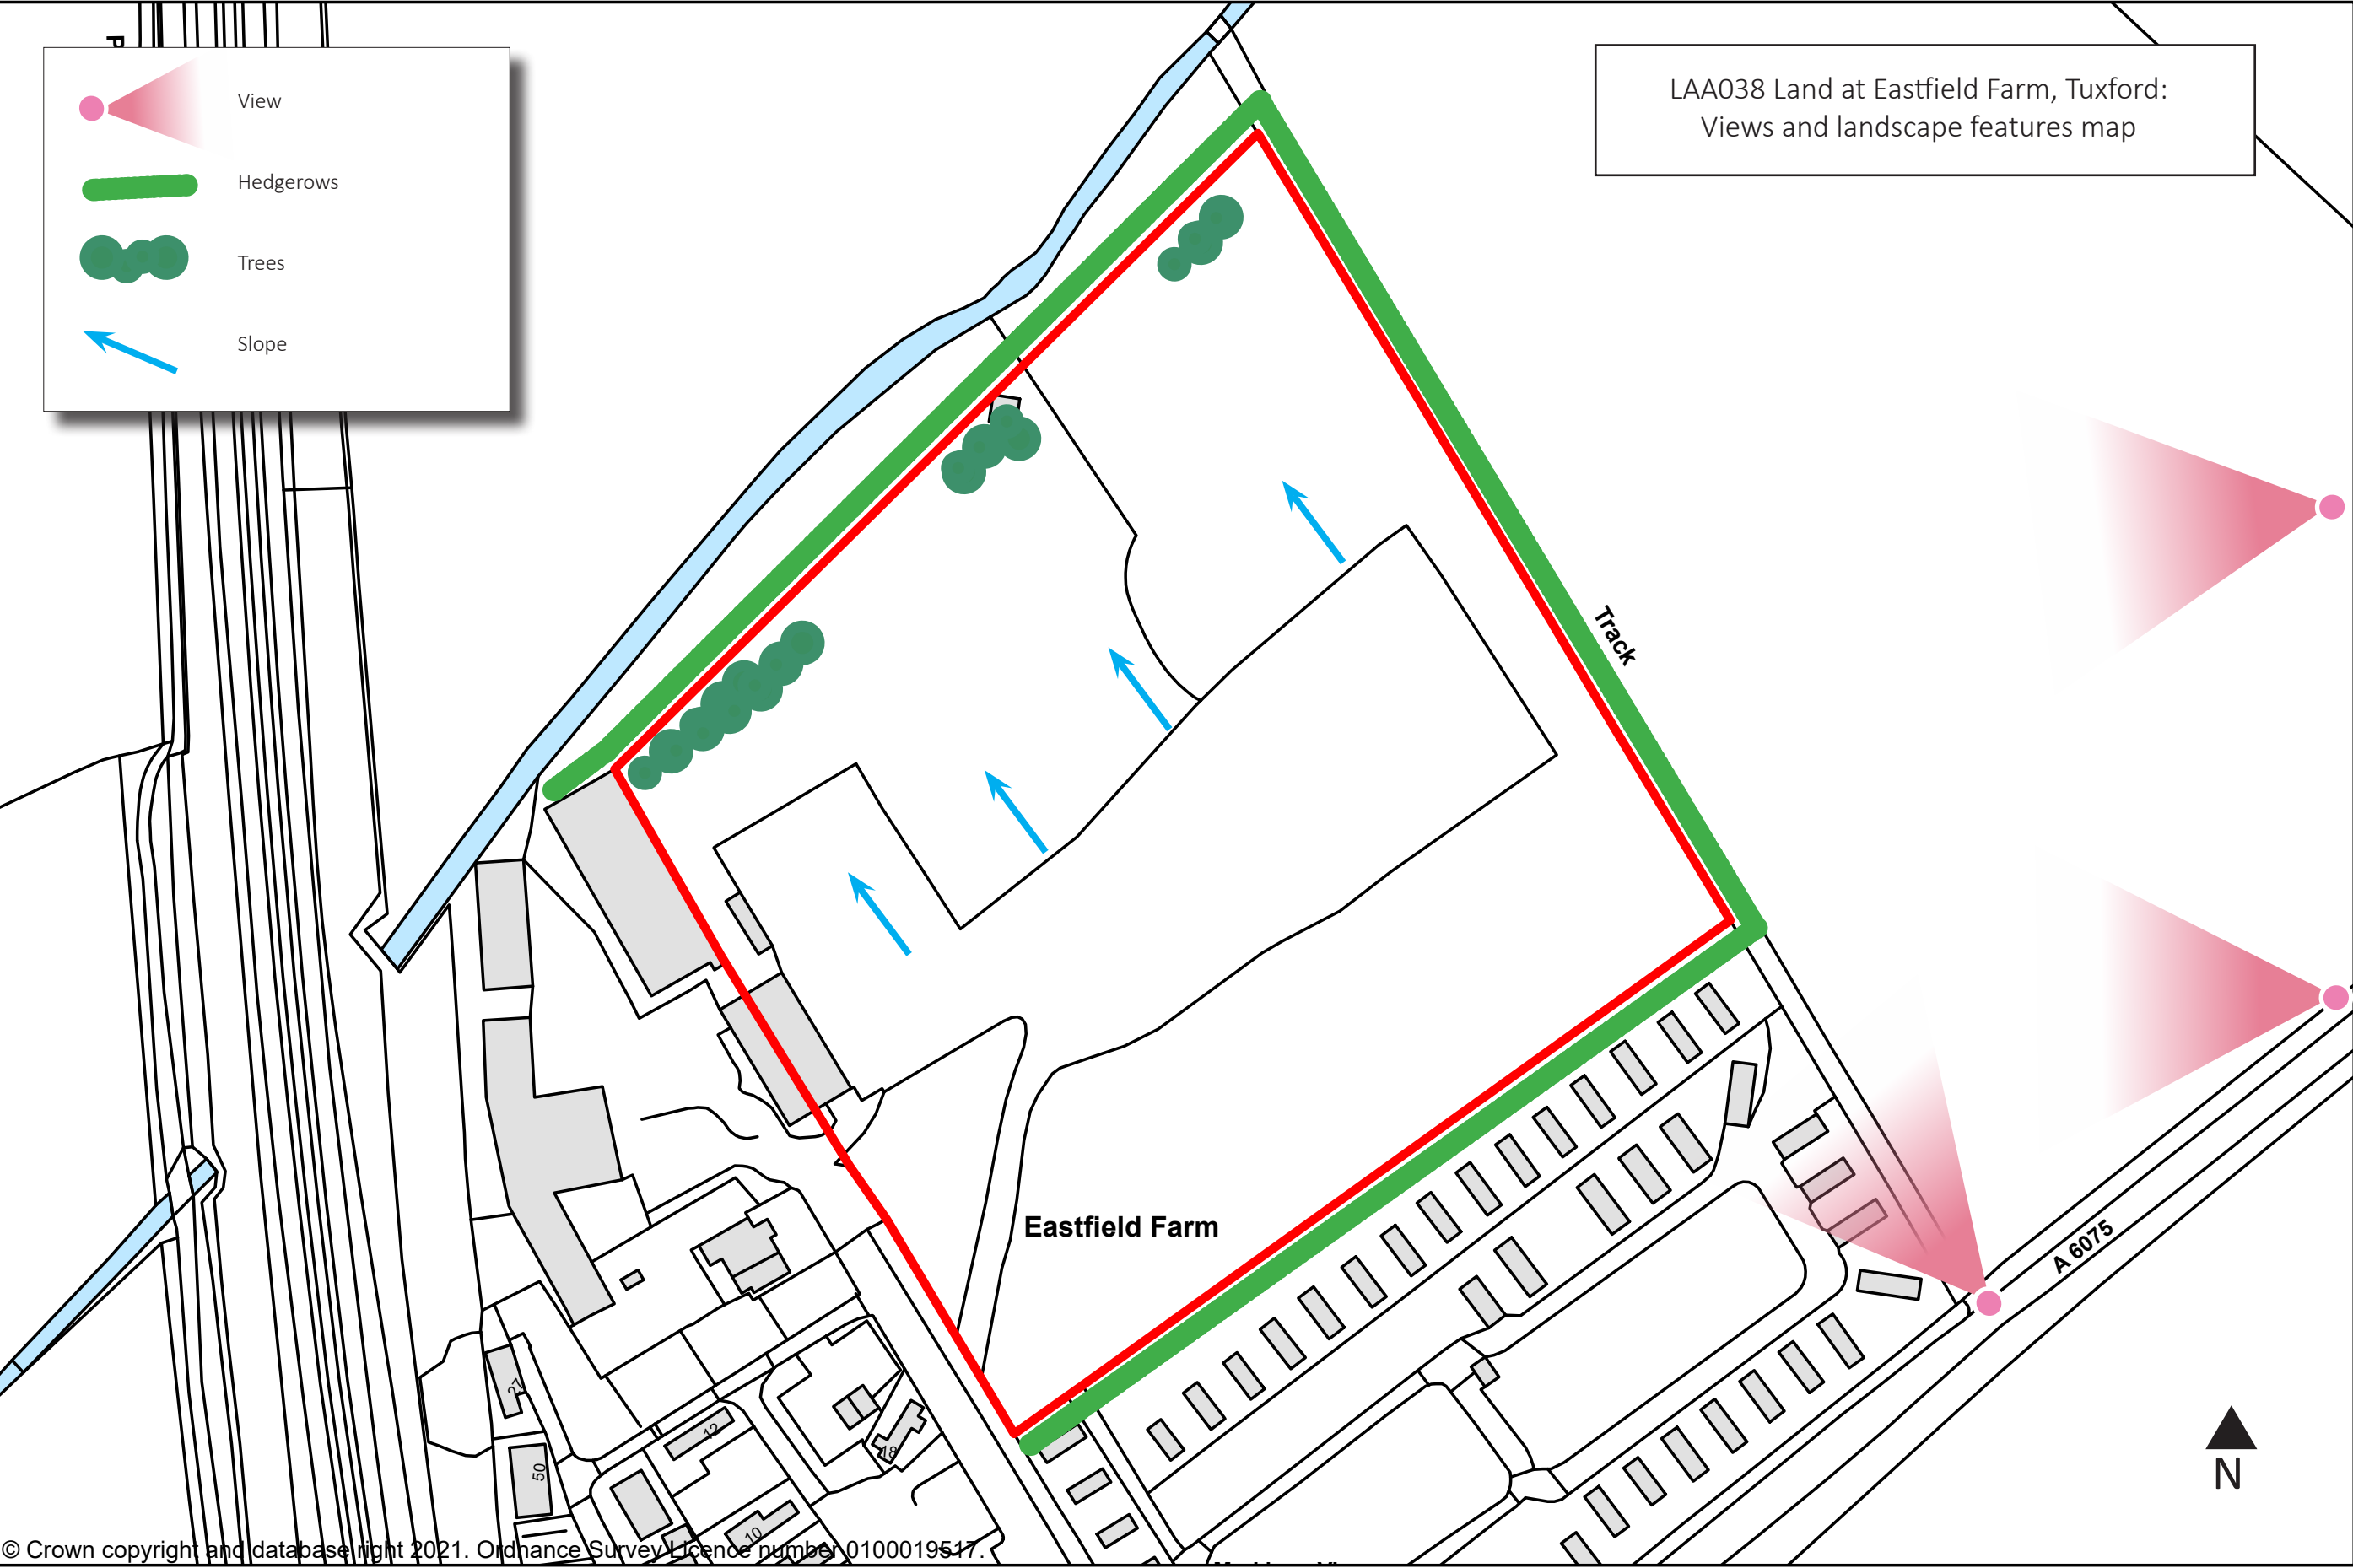 P
View
Hedgerows
Trees
Slope
LAA038 Land at Eastfield Farm, Tuxford:
Views and landscape features map
Track
Eastfield Farm
A 6075
27
50
12
18
10
N
© Crown copyright and database right 2021. Ordnance Survey Licence number 0100019517.